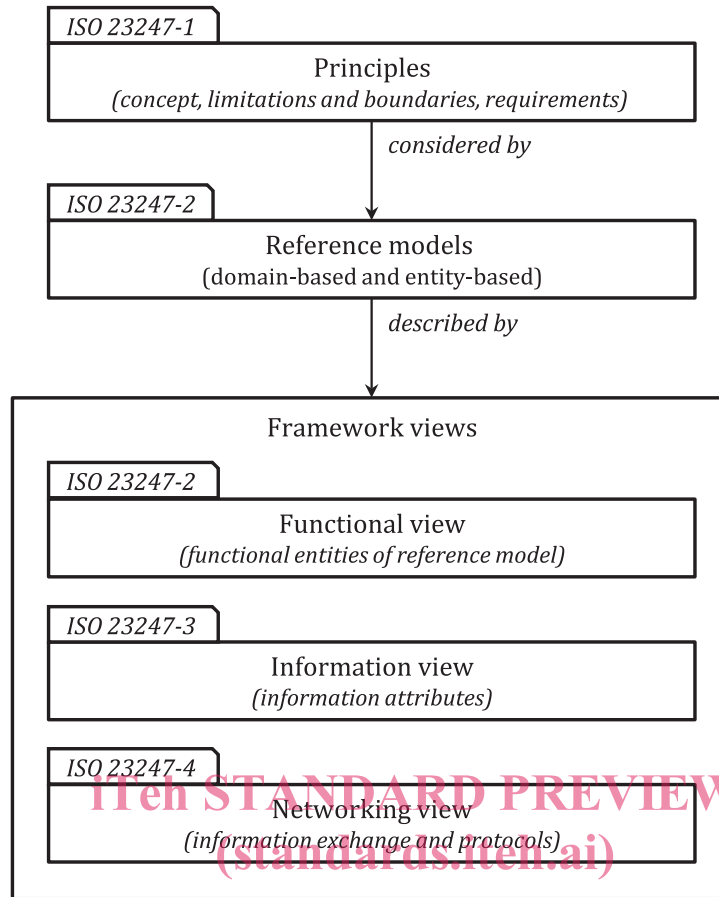 ISO 23247-1
Principles
(concept, limitations and boundaries, requirements)
considered by
ISO 23247-2
Reference models
(domain-based and entity-based)
described by
Framework views
ISO 23247-2
Functional view
(functional entities of reference model)
ISO 23247-3
Information view
(information attributes)
ISO 23247-4
iTeh STANDARD PREVIEW
Networking view
(information exchange and protocols)
(standards.iteh.ai)